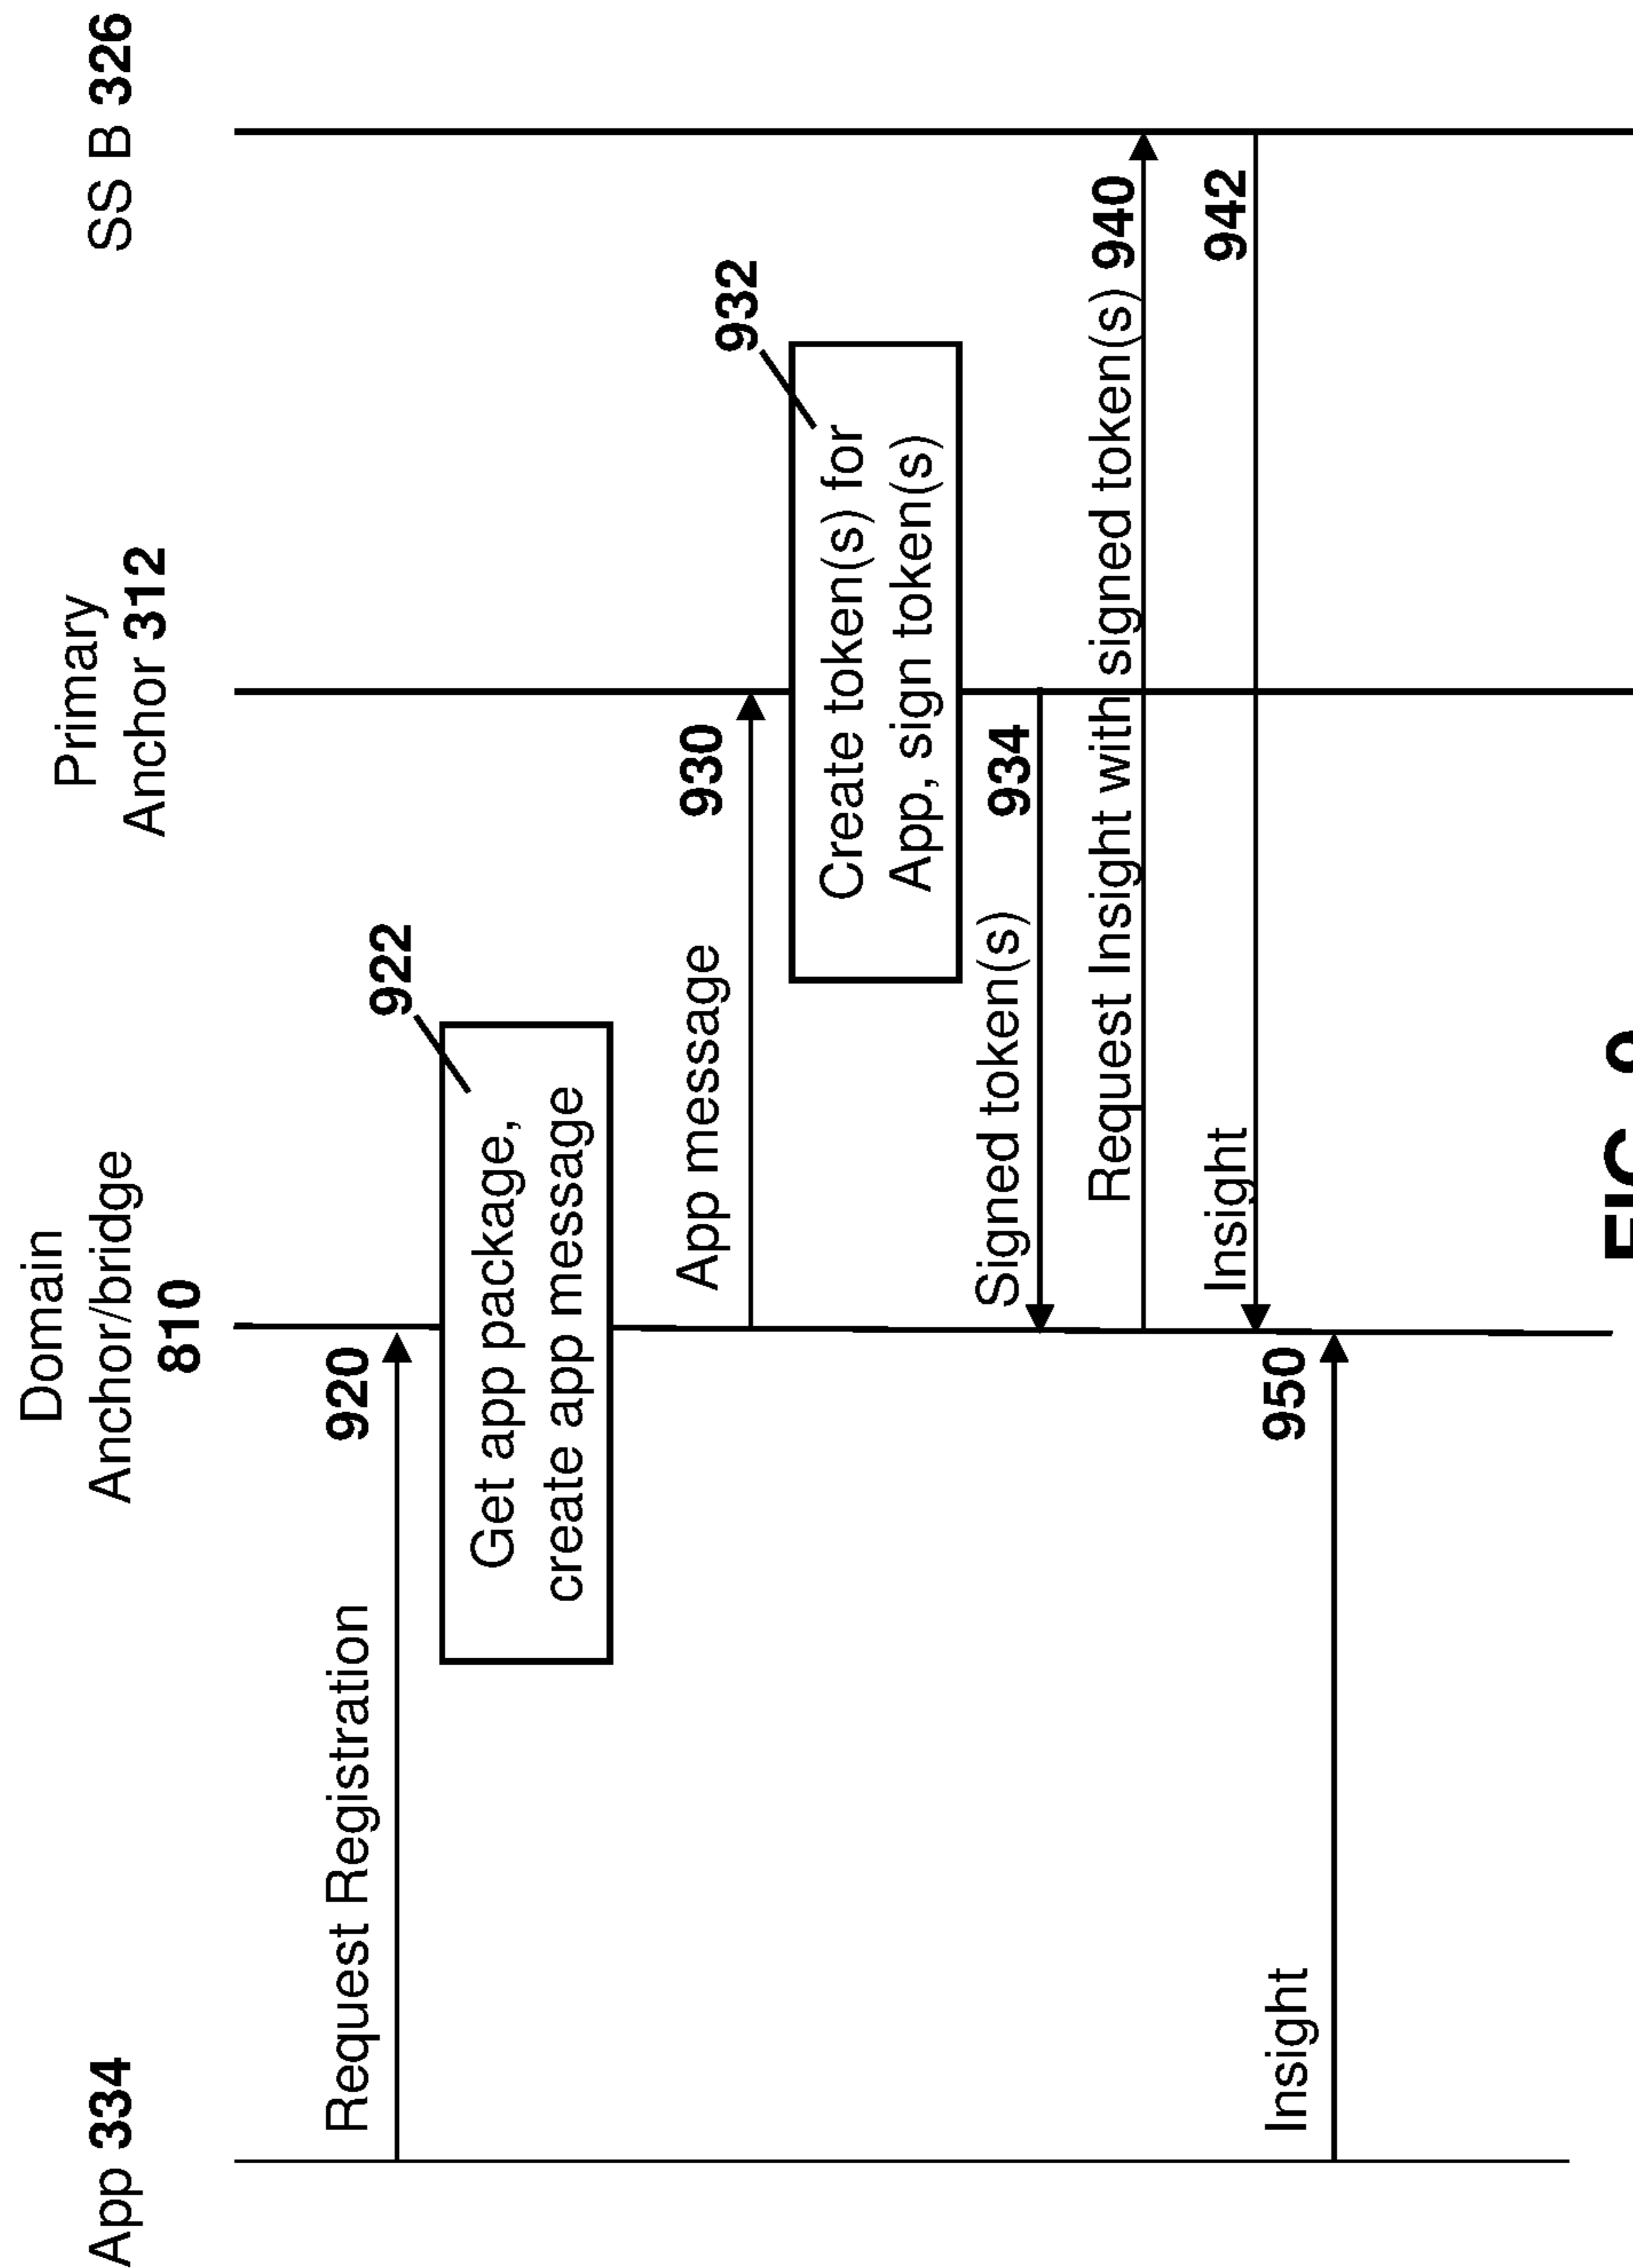 App 334
Domain
Anchor/bridge
810
Primary
Anchor 312
SS B 326
Request Registration
920
922
Get app package,
create app message
App message
930
932
Create token(s) for
App, sign token(s)
Signed token(s)
934
Request Insight with signed token(s) 940
Insight
942
Insight
950